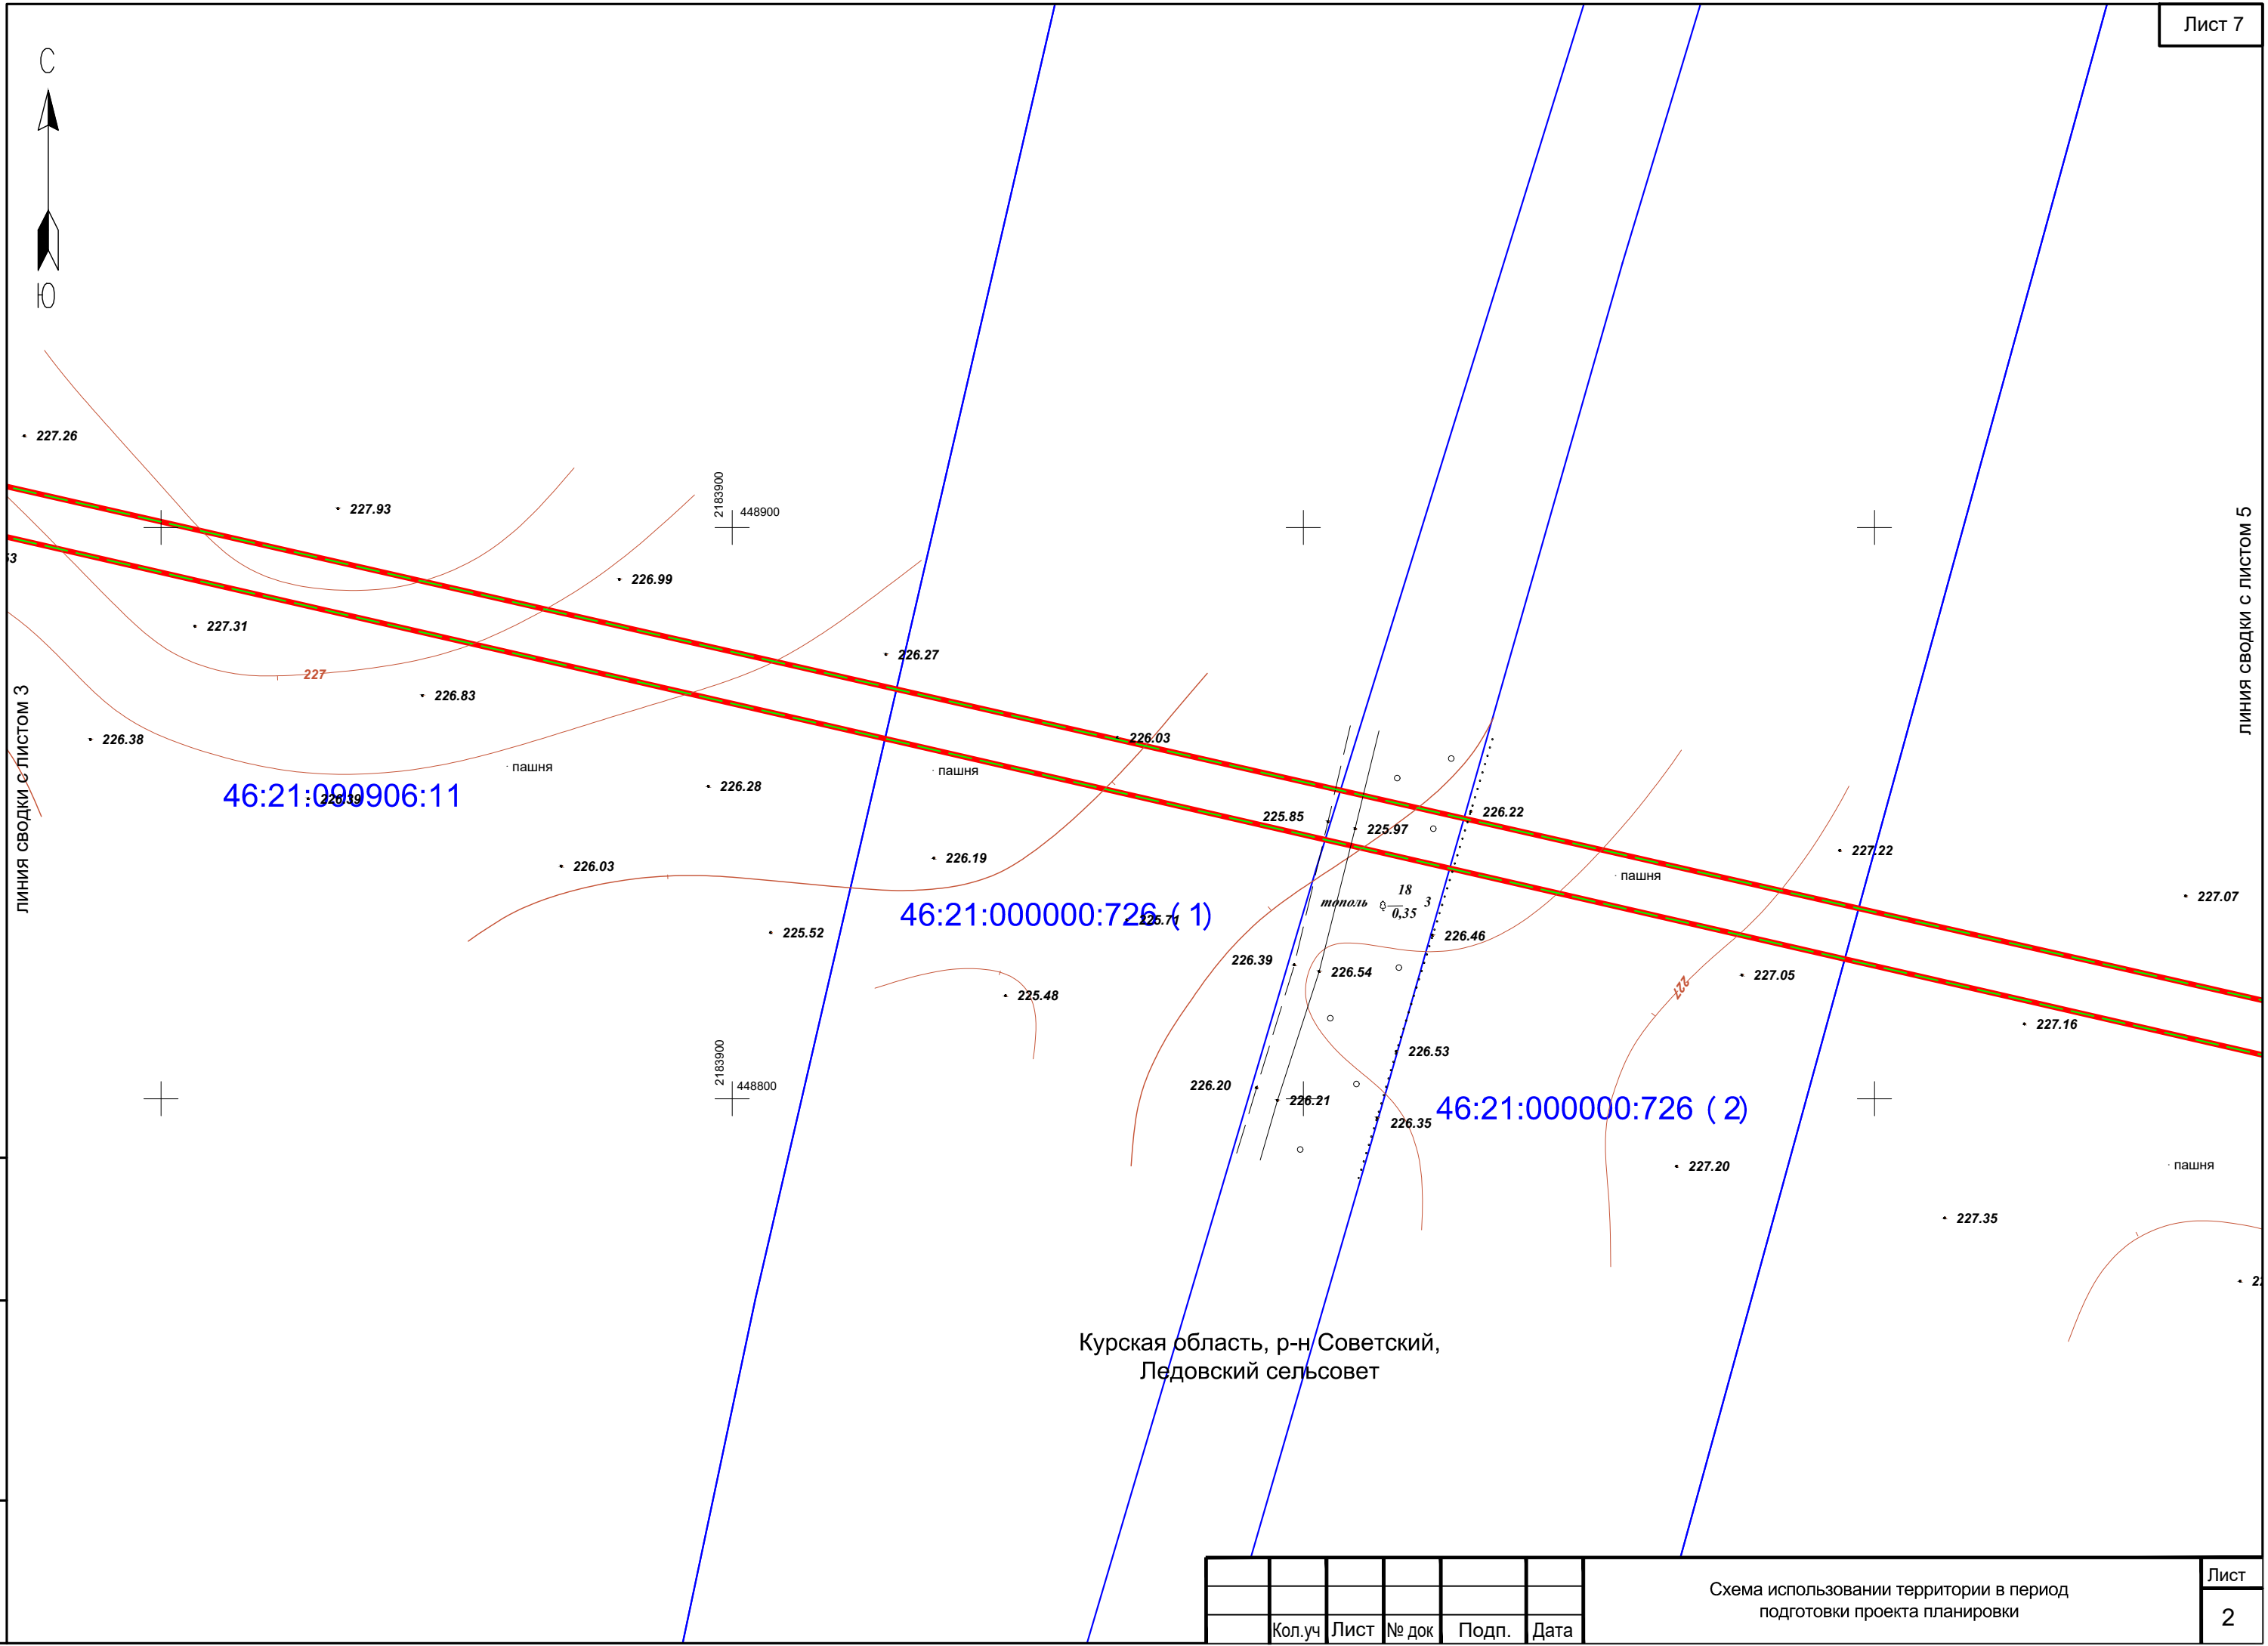 Лист 7
С
Ю
227.26
227.93
2183900
448900
53
226.99
227.31
227
226.83
226.27
226.38
226.03
линия сводки с листом 3
линия сводки с листом 5
пашня
пашня
46:21:090906:11
226.39
226.28
225.85
225.97
226.22
226.03
226.19
227.22
пашня
227.07
тополь 18
0,35 3
46:21:000000:726 ( 1)
225.71
225.52
226.46
226.39
226.54
227
227.05
225.48
227.16
226.53
2183900
448800
226.20
226.21
226.35
46:21:000000:726 ( 2)
227.20
пашня
227.35
Курская область, р-н Советский,
Ледовский сельсовет
Кол.уч Лист № док Подп. Дата
Схема использовании территории в период
подготовки проекта планировки
Лист
2